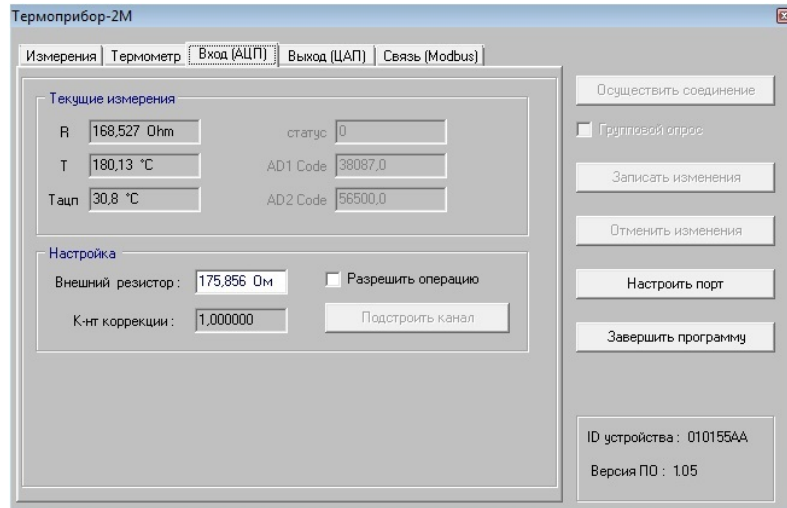 Термоприбор-2М
Измерения Термометр Вход (АЦП) Выход (ЦАП) Связь (Modbus)
Текущие измерения
R 168,527 Ohm статус 0
T 180,13 °C AD1 Code 38087,0
Тацп 30,8 °C AD2 Code 56500,0
Настройка
Внешний резистор : 175,856 Ом Разрешить операцию
К-нт коррекции : 1,000000 Подстроить канал
Осуществить соединение
Групповой опрос
Записать изменения
Отменить изменения
Настроить порт
Завершить программу
ID устройства : 010155AA
Версия ПО : 1.05